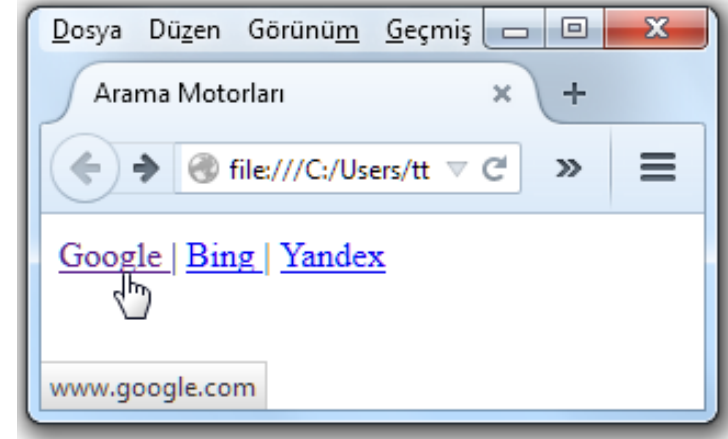 Dosya Düzen Görünüm Geçmiş
Arama Motorları
file:///C:/Users/tt
Google | Bing | Yandex
www.google.com